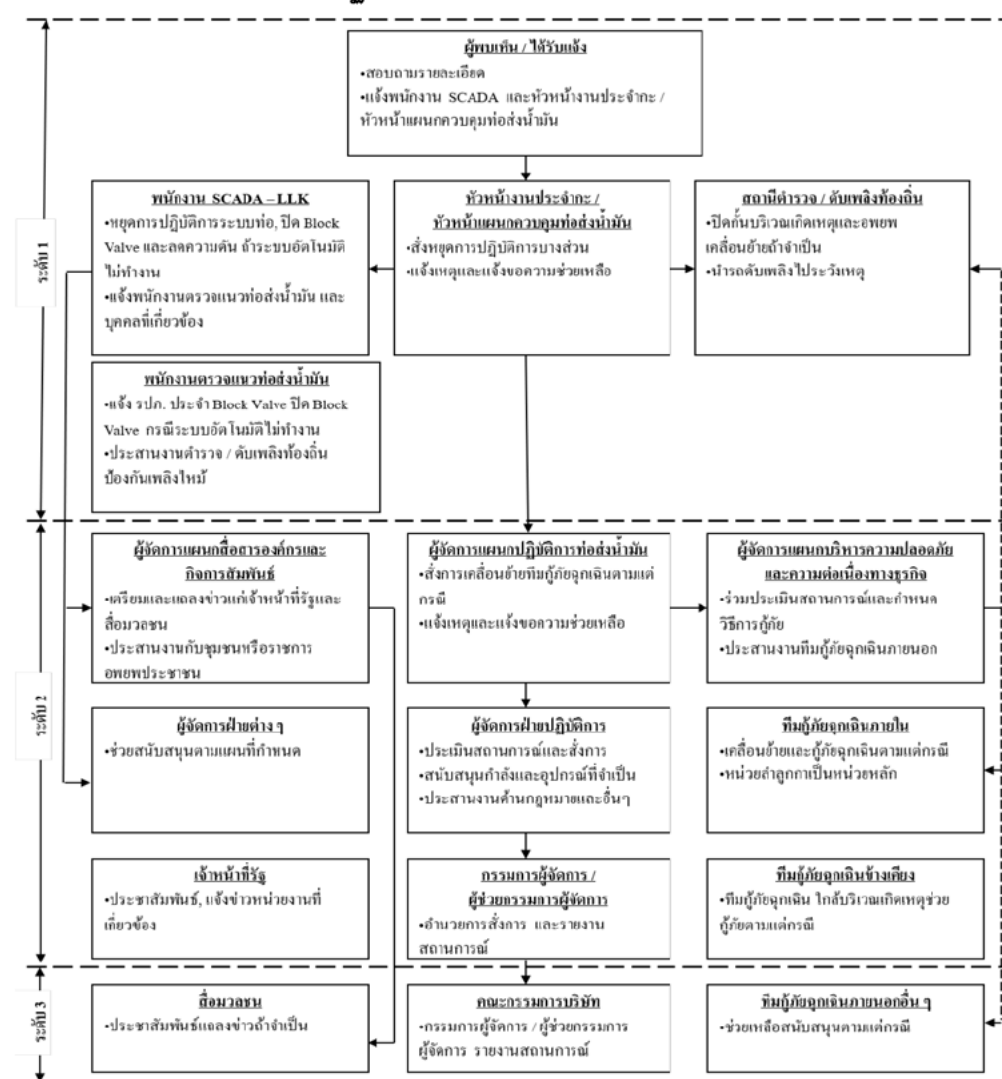 ผู้พบเห็น / ได้รับแจ้ง
•สอบถามรายละเอียด
•แจ้งพนักงาน SCADA และหัวหน้างานประจำกะ /
หัวหน้าแผนกควบคุมท่อส่งน้ำมัน
ระดับ 1
พนักงาน SCADA – LLK
•หยุดการปฏิบัติการระบบท่อ, ปิด Block
Valve และลดความดัน ถ้าระบบอัตโนมัติ
ไม่ทำงาน
•แจ้งพนักงานตรวจแนวท่อส่งน้ำมัน และ
บุคคลที่เกี่ยวข้อง
หัวหน้างานประจำกะ /
หัวหน้าแผนกควบคุมท่อส่งน้ำมัน
•สั่งหยุดการปฏิบัติการบางส่วน
•แจ้งเหตุและแจ้งขอความช่วยเหลือ
สถานีตำรวจ / ดับเพลิงท้องถิ่น
•ปิดกั้นบริเวณเกิดเหตุและอพยพ
เคลื่อนย้ายถ้าจำเป็น
•นำรถดับเพลิงไประวังเหตุ
พนักงานตรวจแนวท่อส่งน้ำมัน
•แจ้ง รปภ. ประจำ Block Valve ปิด Block
Valve กรณีระบบอัตโนมัติไม่ทำงาน
•ประสานงานตำรวจ / ดับเพลิงท้องถิ่น
ป้องกันเพลิงไหม้
ระดับ 2
ผู้จัดการแผนกสื่อสารองค์กรและ
กิจการสัมพันธ์
•เตรียมและแถลงข่าวแก่เจ้าหน้าที่รัฐและ
สื่อมวลชน
•ประสานงานกับชุมชนหรือราชการ
อพยพประชาชน
ผู้จัดการแผนกปฏิบัติการท่อส่งน้ำมัน
•สั่งการเคลื่อนย้ายทีมกู้ภัยฉุกเฉินตามแต่
กรณี
•แจ้งเหตุและแจ้งขอความช่วยเหลือ
ผู้จัดการแผนกบริหารความปลอดภัย
และความต่อเนื่องทางธุรกิจ
•ร่วมประเมินสถานการณ์และกำหนด
วิธีการกู้ภัย
•ประสานงานทีมกู้ภัยฉุกเฉินภายนอก
ผู้จัดการฝ่ายต่าง ๆ
•ช่วยสนับสนุนตามแผนที่กำหนด
ผู้จัดการฝ่ายปฏิบัติการ
•ประเมินสถานการณ์และสั่งการ
•สนับสนุนกำลังและอุปกรณ์ที่จำเป็น
•ประสานงานด้านกฎหมายและอื่นๆ
ทีมกู้ภัยฉุกเฉินภายใน
•เคลื่อนย้ายและกู้ภัยฉุกเฉินตามแต่กรณี
•หน่วยลำลูกกาเป็นหน่วยหลัก
เจ้าหน้าที่รัฐ
•ประชาสัมพันธ์, แจ้งข่าวหน่วยงานที่
เกี่ยวข้อง
กรรมการผู้จัดการ /
ผู้ช่วยกรรมการผู้จัดการ
•อำนวยการสั่งการ และรายงาน
สถานการณ์
ทีมกู้ภัยฉุกเฉินข้างเคียง
•ทีมกู้ภัยฉุกเฉิน ใกล้บริเวณเกิดเหตุช่วย
กู้ภัยตามแต่กรณี
ระดับ 3
สื่อมวลชน
•ประชาสัมพันธ์แถลงข่าวถ้าจำเป็น
คณะกรรมการบริษัท
•กรรมการผู้จัดการ / ผู้ช่วยกรรมการ
ผู้จัดการ รายงานสถานการณ์
ทีมกู้ภัยฉุกเฉินภายนอกอื่น ๆ
•ช่วยเหลือสนับสนุนตามแต่กรณี